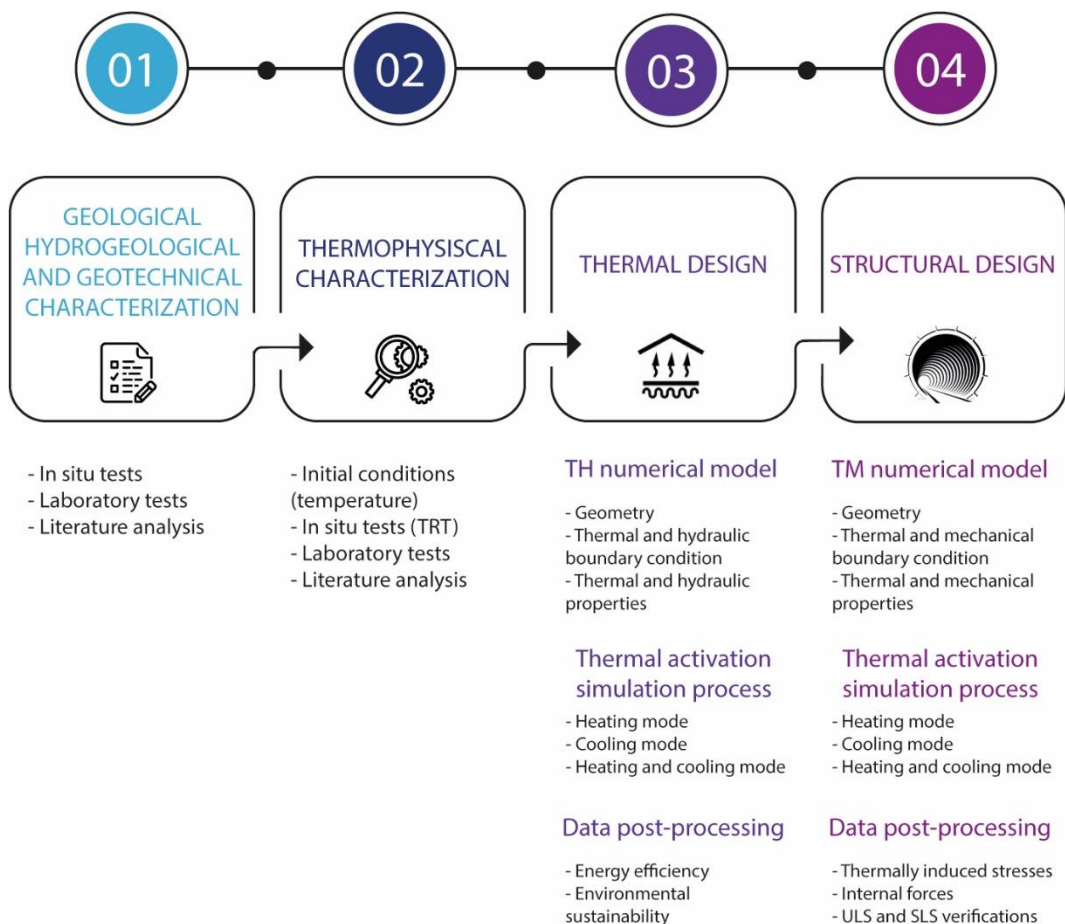 01
02
03
04
GEOLOGICAL
HYDROGEOLOGICAL
AND GEOTECHNICAL
CHARACTERIZATION
- In situ tests
- Laboratory tests
- Literature analysis
THERMOPHYSISCAL
CHARACTERIZATION
- Initial conditions
(temperature)
- In situ tests (TRT)
- Laboratory tests
- Literature analysis
THERMAL DESIGN
TH numerical model
- Geometry
- Thermal and hydraulic
boundary condition
- Thermal and hydraulic
properties
Thermal activation
simulation process
- Heating mode
- Cooling mode
- Heating and cooling mode
Data post-processing
- Energy efficiency
- Environmental
sustainability
STRUCTURAL DESIGN
TM numerical model
- Geometry
- Thermal and mechanical
boundary condition
- Thermal and mechanical
properties
Thermal activation
simulation process
- Heating mode
- Cooling mode
- Heating and cooling mode
Data post-processing
- Thermally induced stresses
- Internal forces
- ULS and SLS verifications